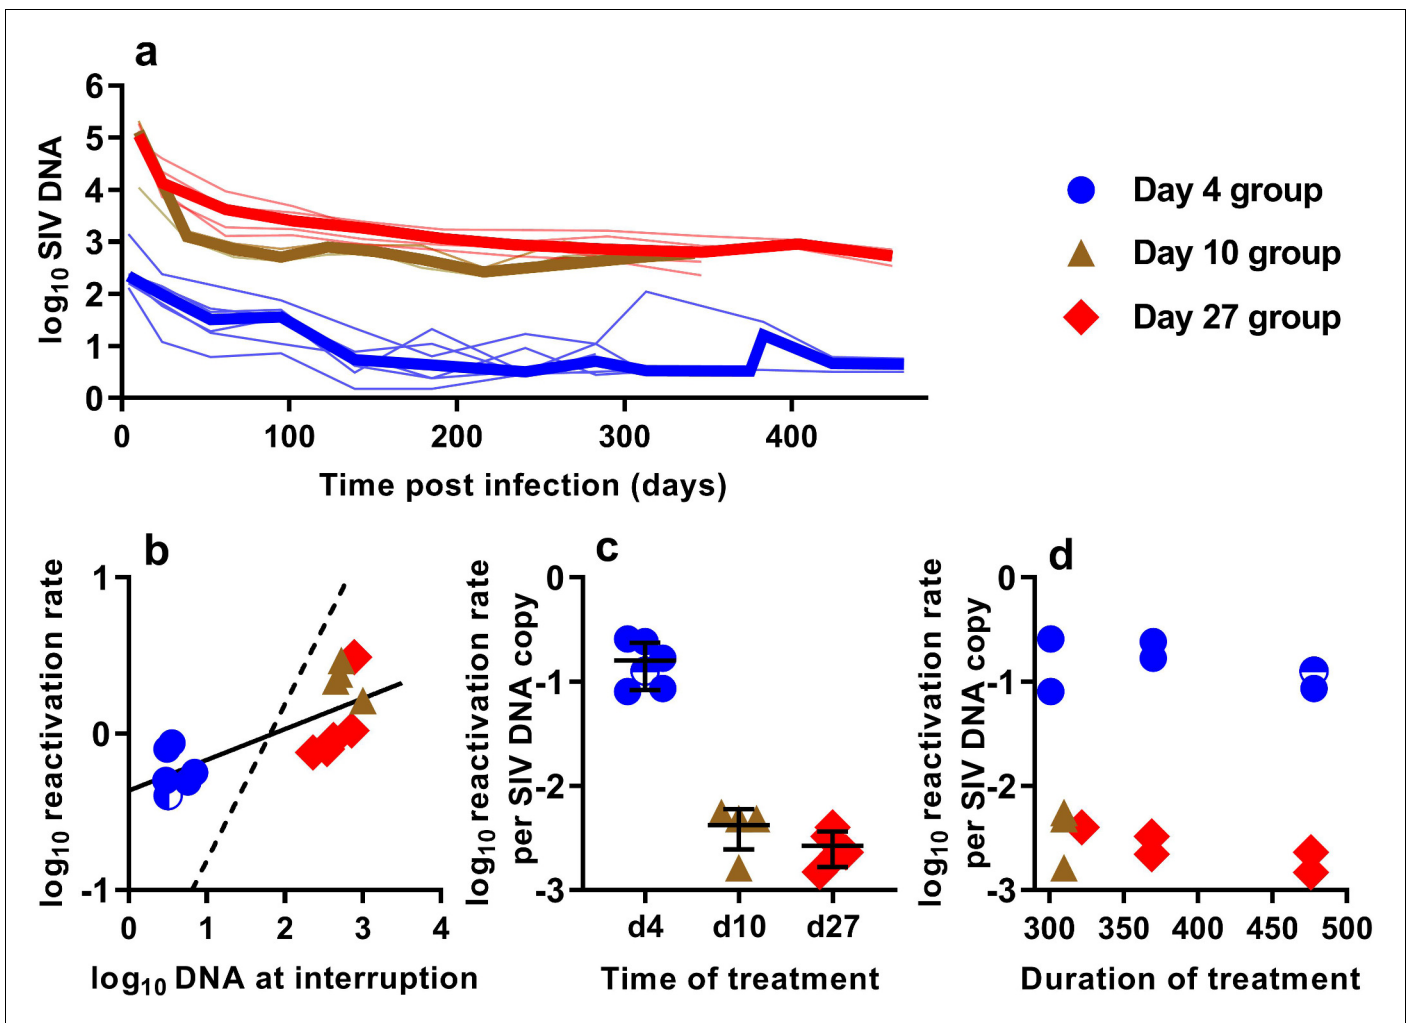 a
6
5
4
3
2
1
0
log10 SIV DNA
0 100 200 300 400
Time post infection (days)
Day 4 group
Day 10 group
Day 27 group
b
1
0
-1
log10 reactivation rate
0 1 2 3 4
log10 DNA at interruption
c
0
-1
-2
-3
log10 reactivation rate
per SIV DNA copy
d4 d10 d27
Time of treatment
d
0
-1
-2
-3
log10 reactivation rate
per SIV DNA copy
300 350 400 450 500
Duration of treatment